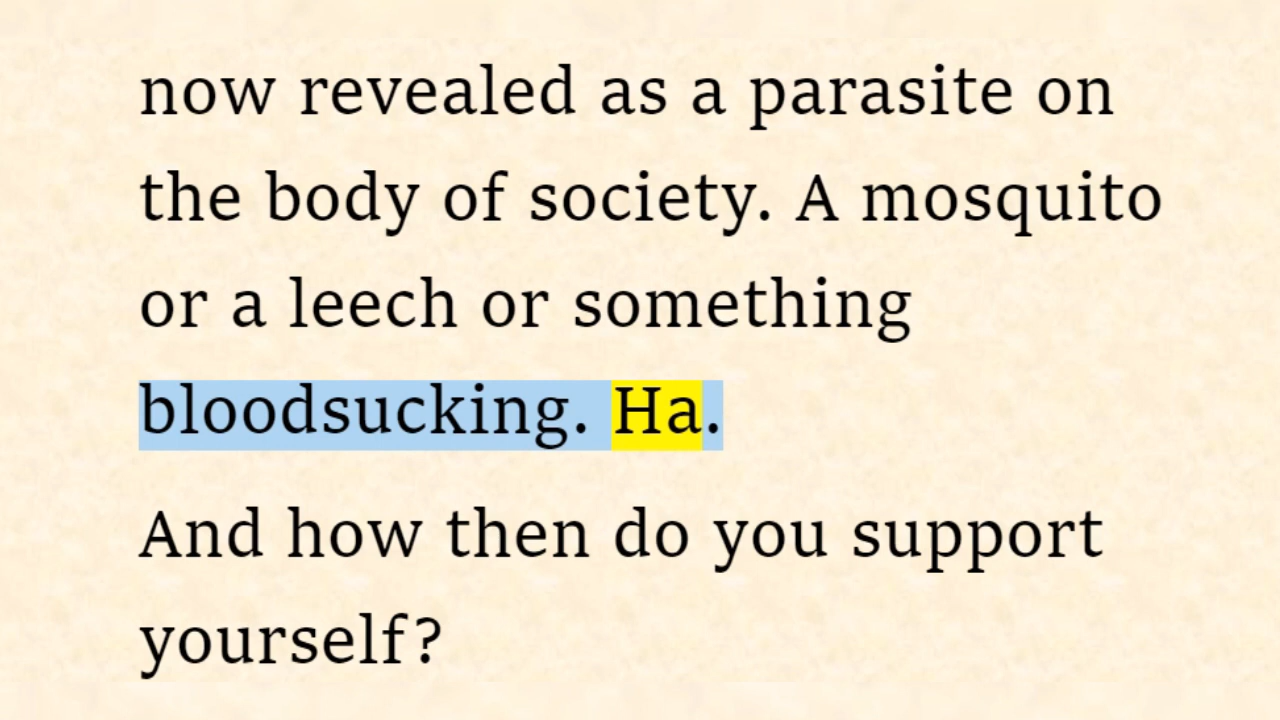 now revealed as a parasite on
the body of society. A mosquito
or a leech or something
bloodsucking. Ha.
And how then do you support
yourself?